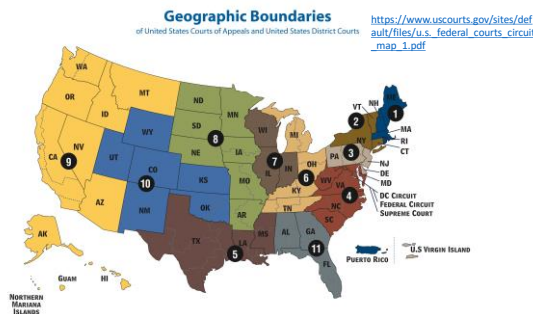 Geographic Boundaries
of United States Courts of Appeals and United States District Courts
https://www.uscourts.gov/sites/def
ault/files/u.s._federal_courts_circuit
_map_1.pdf
WA
MT
ND
MN
VT
NH
ME
1
OR
ID
SD
8
WI
MI
2
NY
MA
WY
RI
CT
NV
NE
IA
7
PA
3
CA
9
UT
CO
10
IL
IN
OH
6
NJ
DE
MD
KS
MO
KY
WV
VA
4
DC CIRCUIT
FEDERAL CIRCUIT
SUPREME COURT
AZ
NM
OK
AR
TN
NC
SC
TX
LA
5
MS
AL
GA
11
FL
AK
HI
GUAM
NORTHERN
MARIANA
ISLANDS
PUERTO RICO
U.S VIRGIN ISLAND